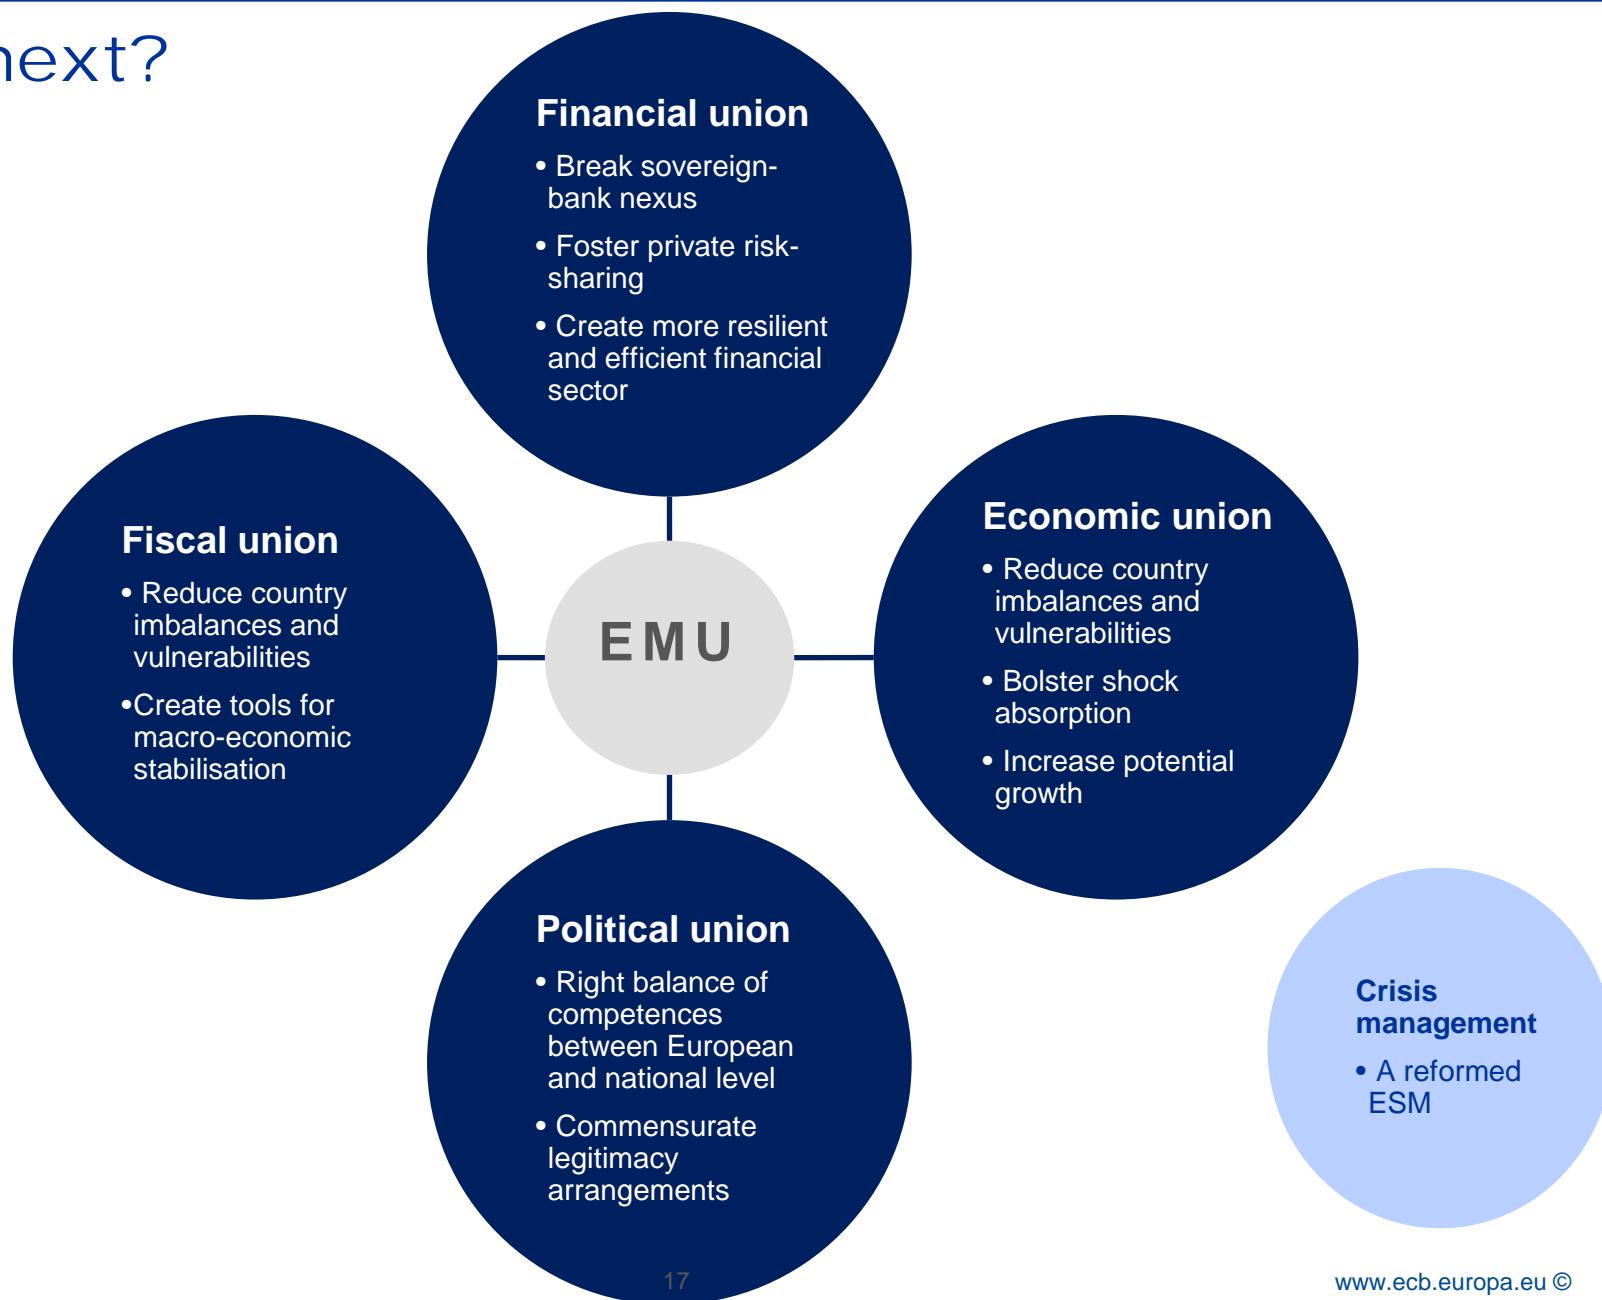 next?
Financial union
• Break sovereign-
bank nexus
• Foster private risk-
sharing
• Create more resilient
and efficient financial
sector
Fiscal union
• Reduce country
imbalances and
vulnerabilities
•Create tools for
macro-economic
stabilisation
EMU
Economic union
• Reduce country
imbalances and
vulnerabilities
• Bolster shock
absorption
• Increase potential
growth
Political union
• Right balance of
competences
between European
and national level
• Commensurate
legitimacy
arrangements
Crisis
management
• A reformed
ESM
17
www.ecb.europa.eu ©